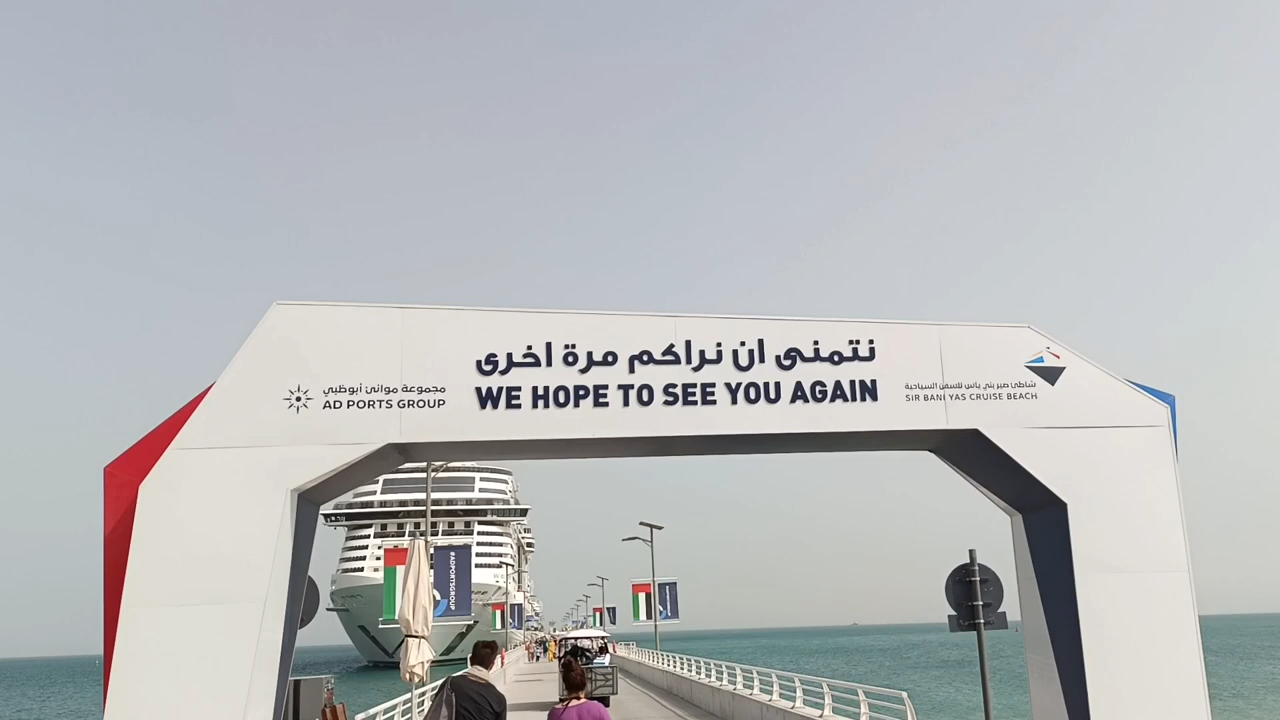 نتمنى ان نراكم مرة اخرى
WE HOPE TO SEE YOU AGAIN
مجموعة موانئ أبوظبي
AD PORTS GROUP
شاطئ صير بني ياس للسفن السياحية
SIR BANI YAS CRUISE BEACH
#ADPORTSGROUP